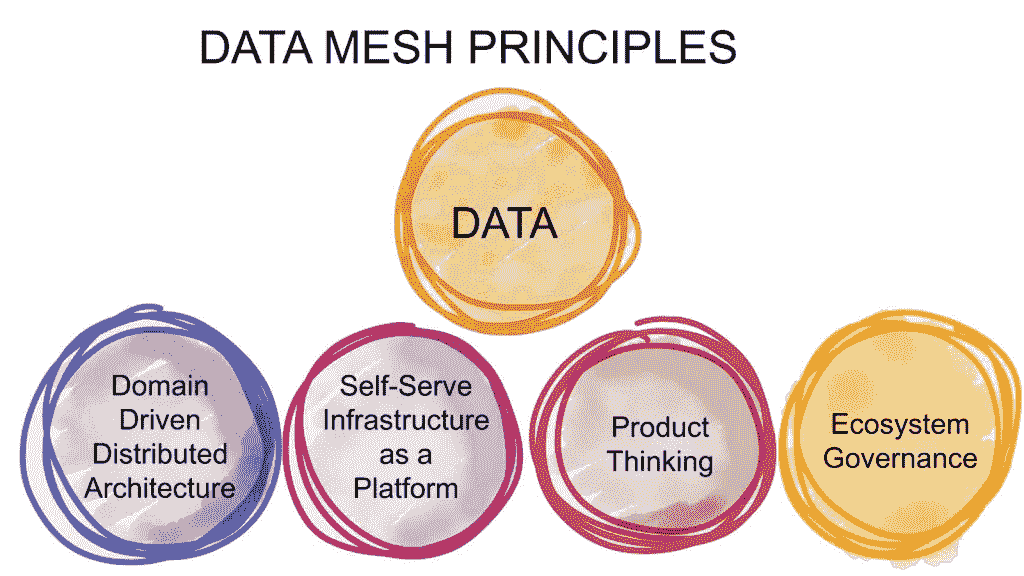 DATA MESH PRINCIPLES
DATA
Domain
Driven
Distributed
Architecture
Self-Serve
Infrastructure
as a
Platform
Product
Thinking
Ecosystem
Governance